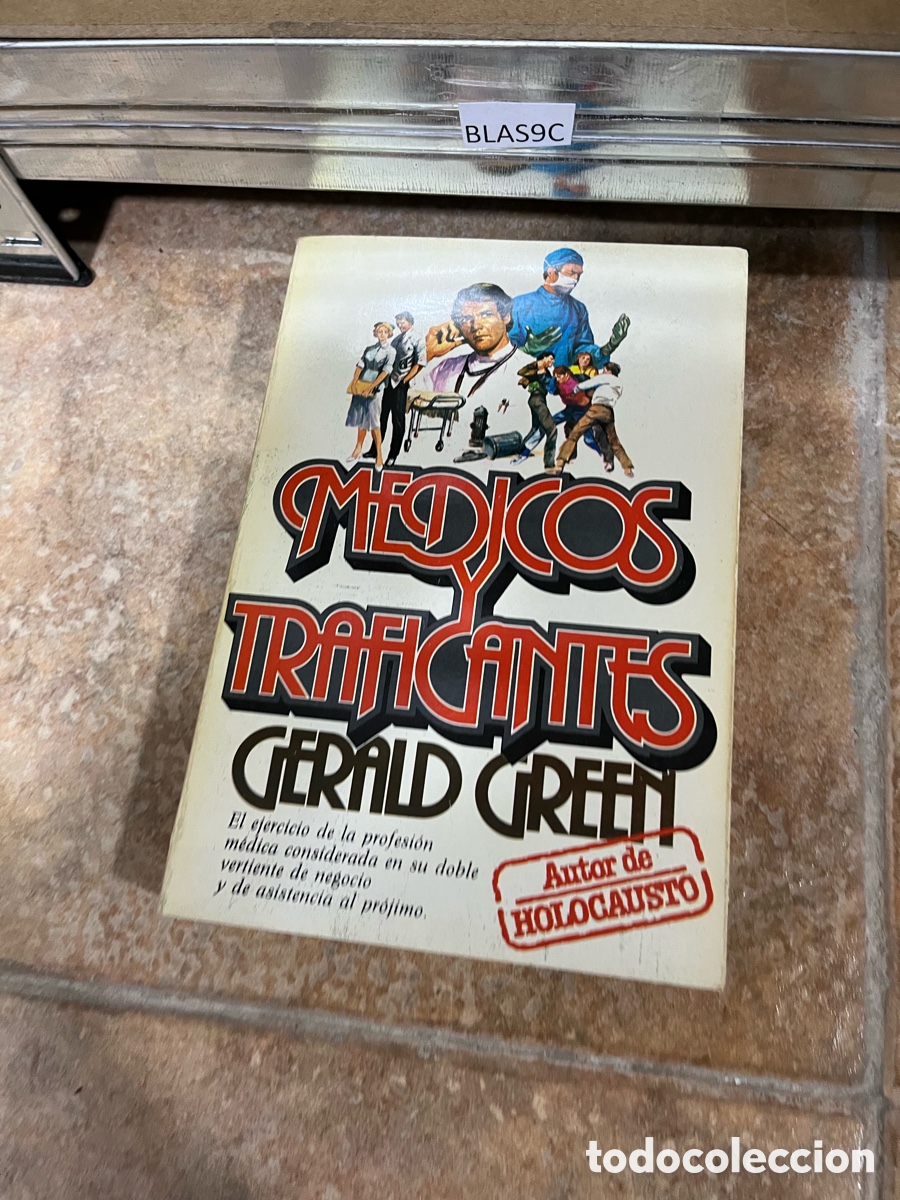 BLAS9C
MEDICOS
Y
TRAFICANTES
GERALD GREEN
El ejercicio de la profesión
médica considerada en su doble
vertiente de negocio
y de asistencia al prójimo.
Autor de
HOLOCAUSTO
todocoleccion